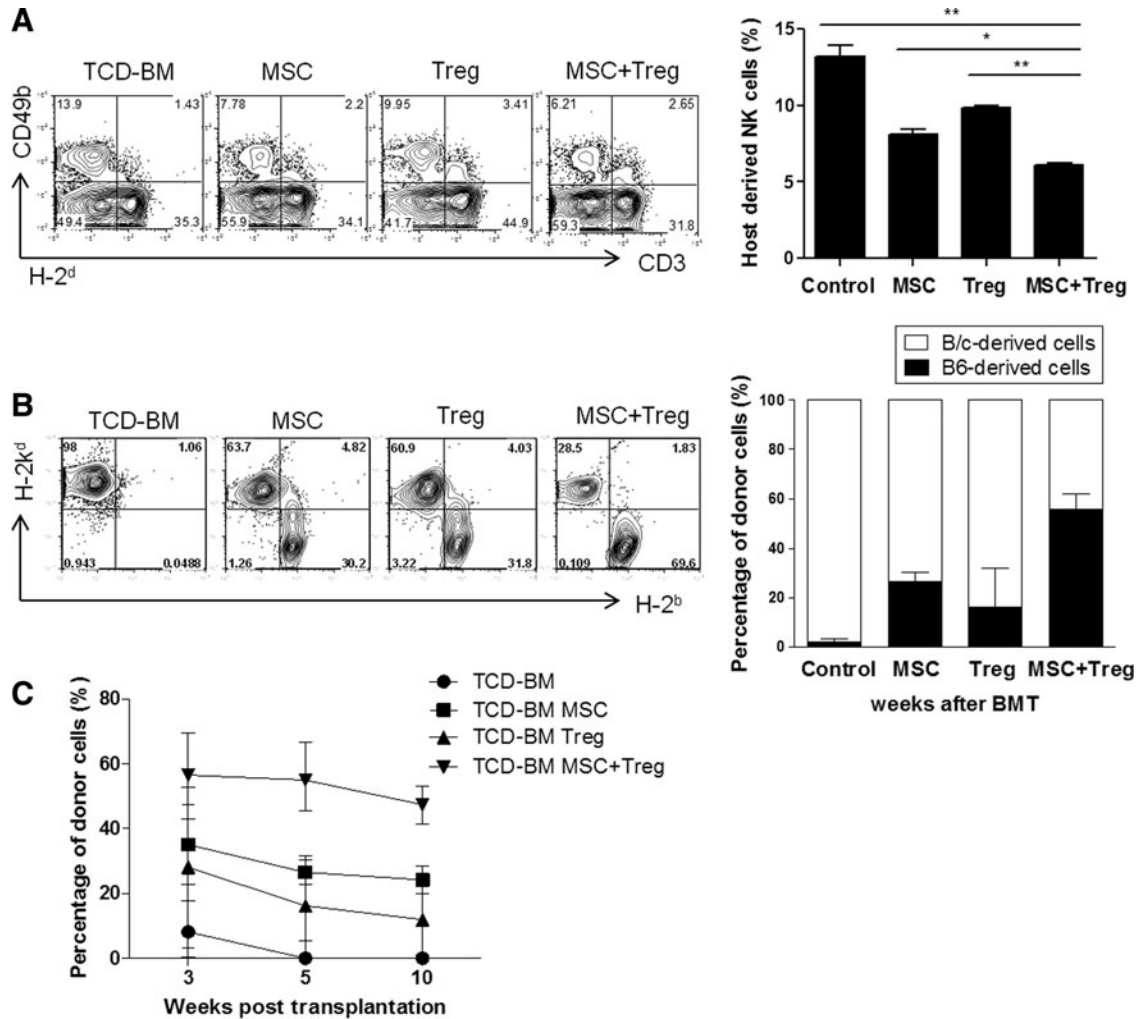 A
TCD-BM MSC Treg MSC+Treg
CD49b
13.9 1.43 7.78 2.2 9.95 3.41 6.21 2.65
49.4 35.3 55.9 34.1 41.7 44.9 59.3 31.8
H-2d CD3
Host derived NK cells (%)
** 
*
**
15
10
5
0
Control MSC Treg MSC+Treg
B
TCD-BM MSC Treg MSC+Treg
H-2kd
98 1.06 63.7 4.82 60.9 4.03 28.5 1.83
0.943 0.0488 1.26 30.2 3.22 31.8 0.109 69.6
H-2b
B/c-derived cells
B6-derived cells
Percentage of donor cells (%)
100
80
60
40
20
0
Control MSC Treg MSC+Treg
weeks after BMT
C
TCD-BM
TCD-BM MSC
TCD-BM Treg
TCD-BM MSC+Treg
Percentage of donor cells (%)
80
60
40
20
0
3 5 10
Weeks post transplantation